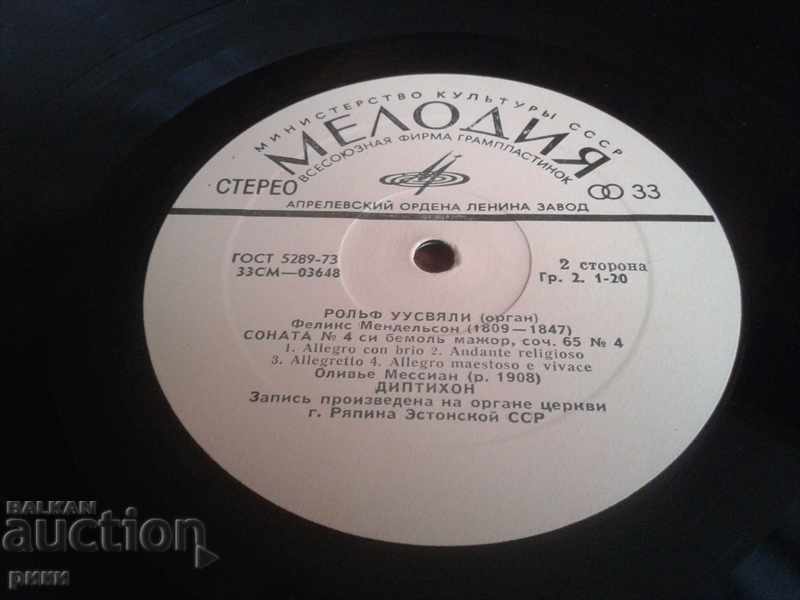 МИНИСТЕРСТВО КУЛЬТУРЫ СССР
МЕЛОДИЯ
ВСЕСОЮЗНАЯ ФИРМА ГРАМПЛАСТИНОК
СТЕРЕО
33
АПРЕЛЕВСКИЙ ОРДЕНА ЛЕНИНА ЗАВОД
ГОСТ 5289-73
33СМ—03648
2 сторона
Гр. 2. 1-20
РОЛЬФ УУСВЯЛИ (орган)
Феликс Мендельсон (1809—1847)
СОНАТА № 4 си бемоль мажор, соч. 65 № 4
1. Allegro con brio 2. Andante religioso
3. Allegretto 4. Allegro maestoso e vivace
Оливье Мессиан (р. 1908)
ДИПТИХОН
Запись произведена на органе церкви
г. Ряпина Эстонской ССР
BALKAN
auction
рини